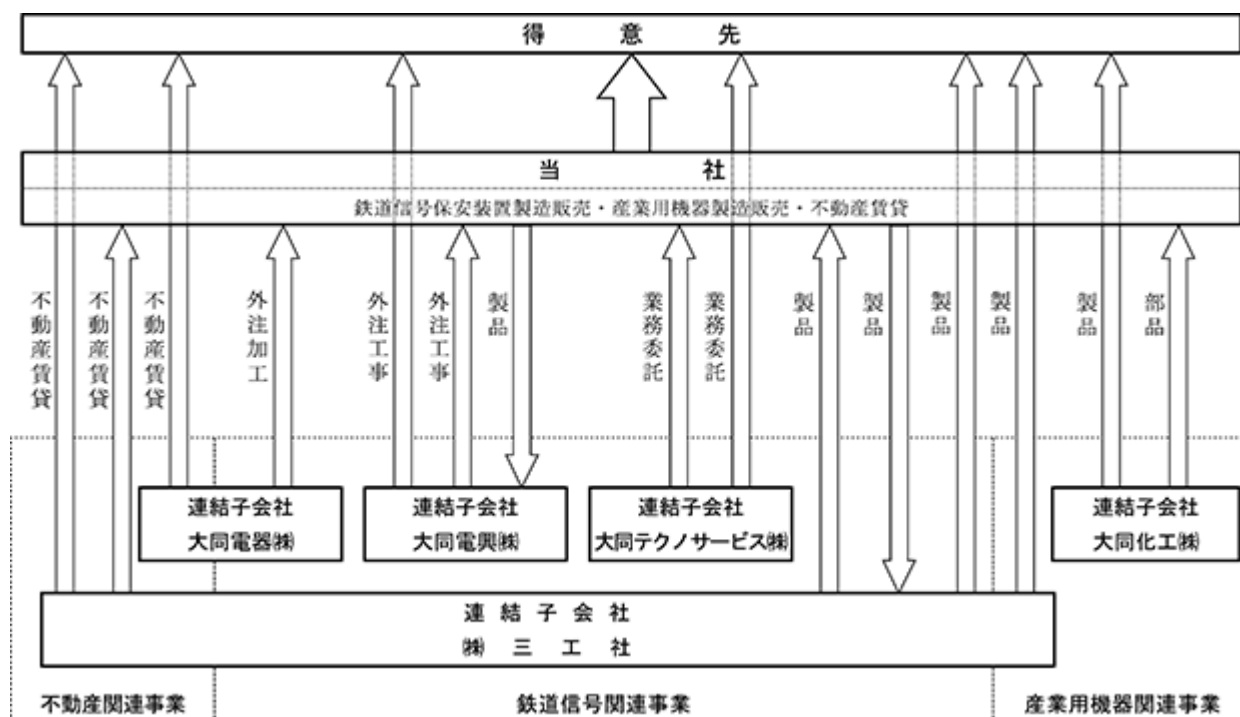 得意先
当社
鉄道信号保安装置製造販売・産業用機器製造販売・不動産賃貸
不動産賃貸
不動産賃貸
不動産賃貸
外注加工
外注工事
外注工事
製品
業務委託
業務委託
製品
製品
製品
製品
製品
部品
連結子会社
大同電器㈱
連結子会社
大同電興㈱
連結子会社
大同テクノサービス㈱
連結子会社
大同化工㈱
連結子会社
㈱三工社
不動産関連事業
鉄道信号関連事業
産業用機器関連事業